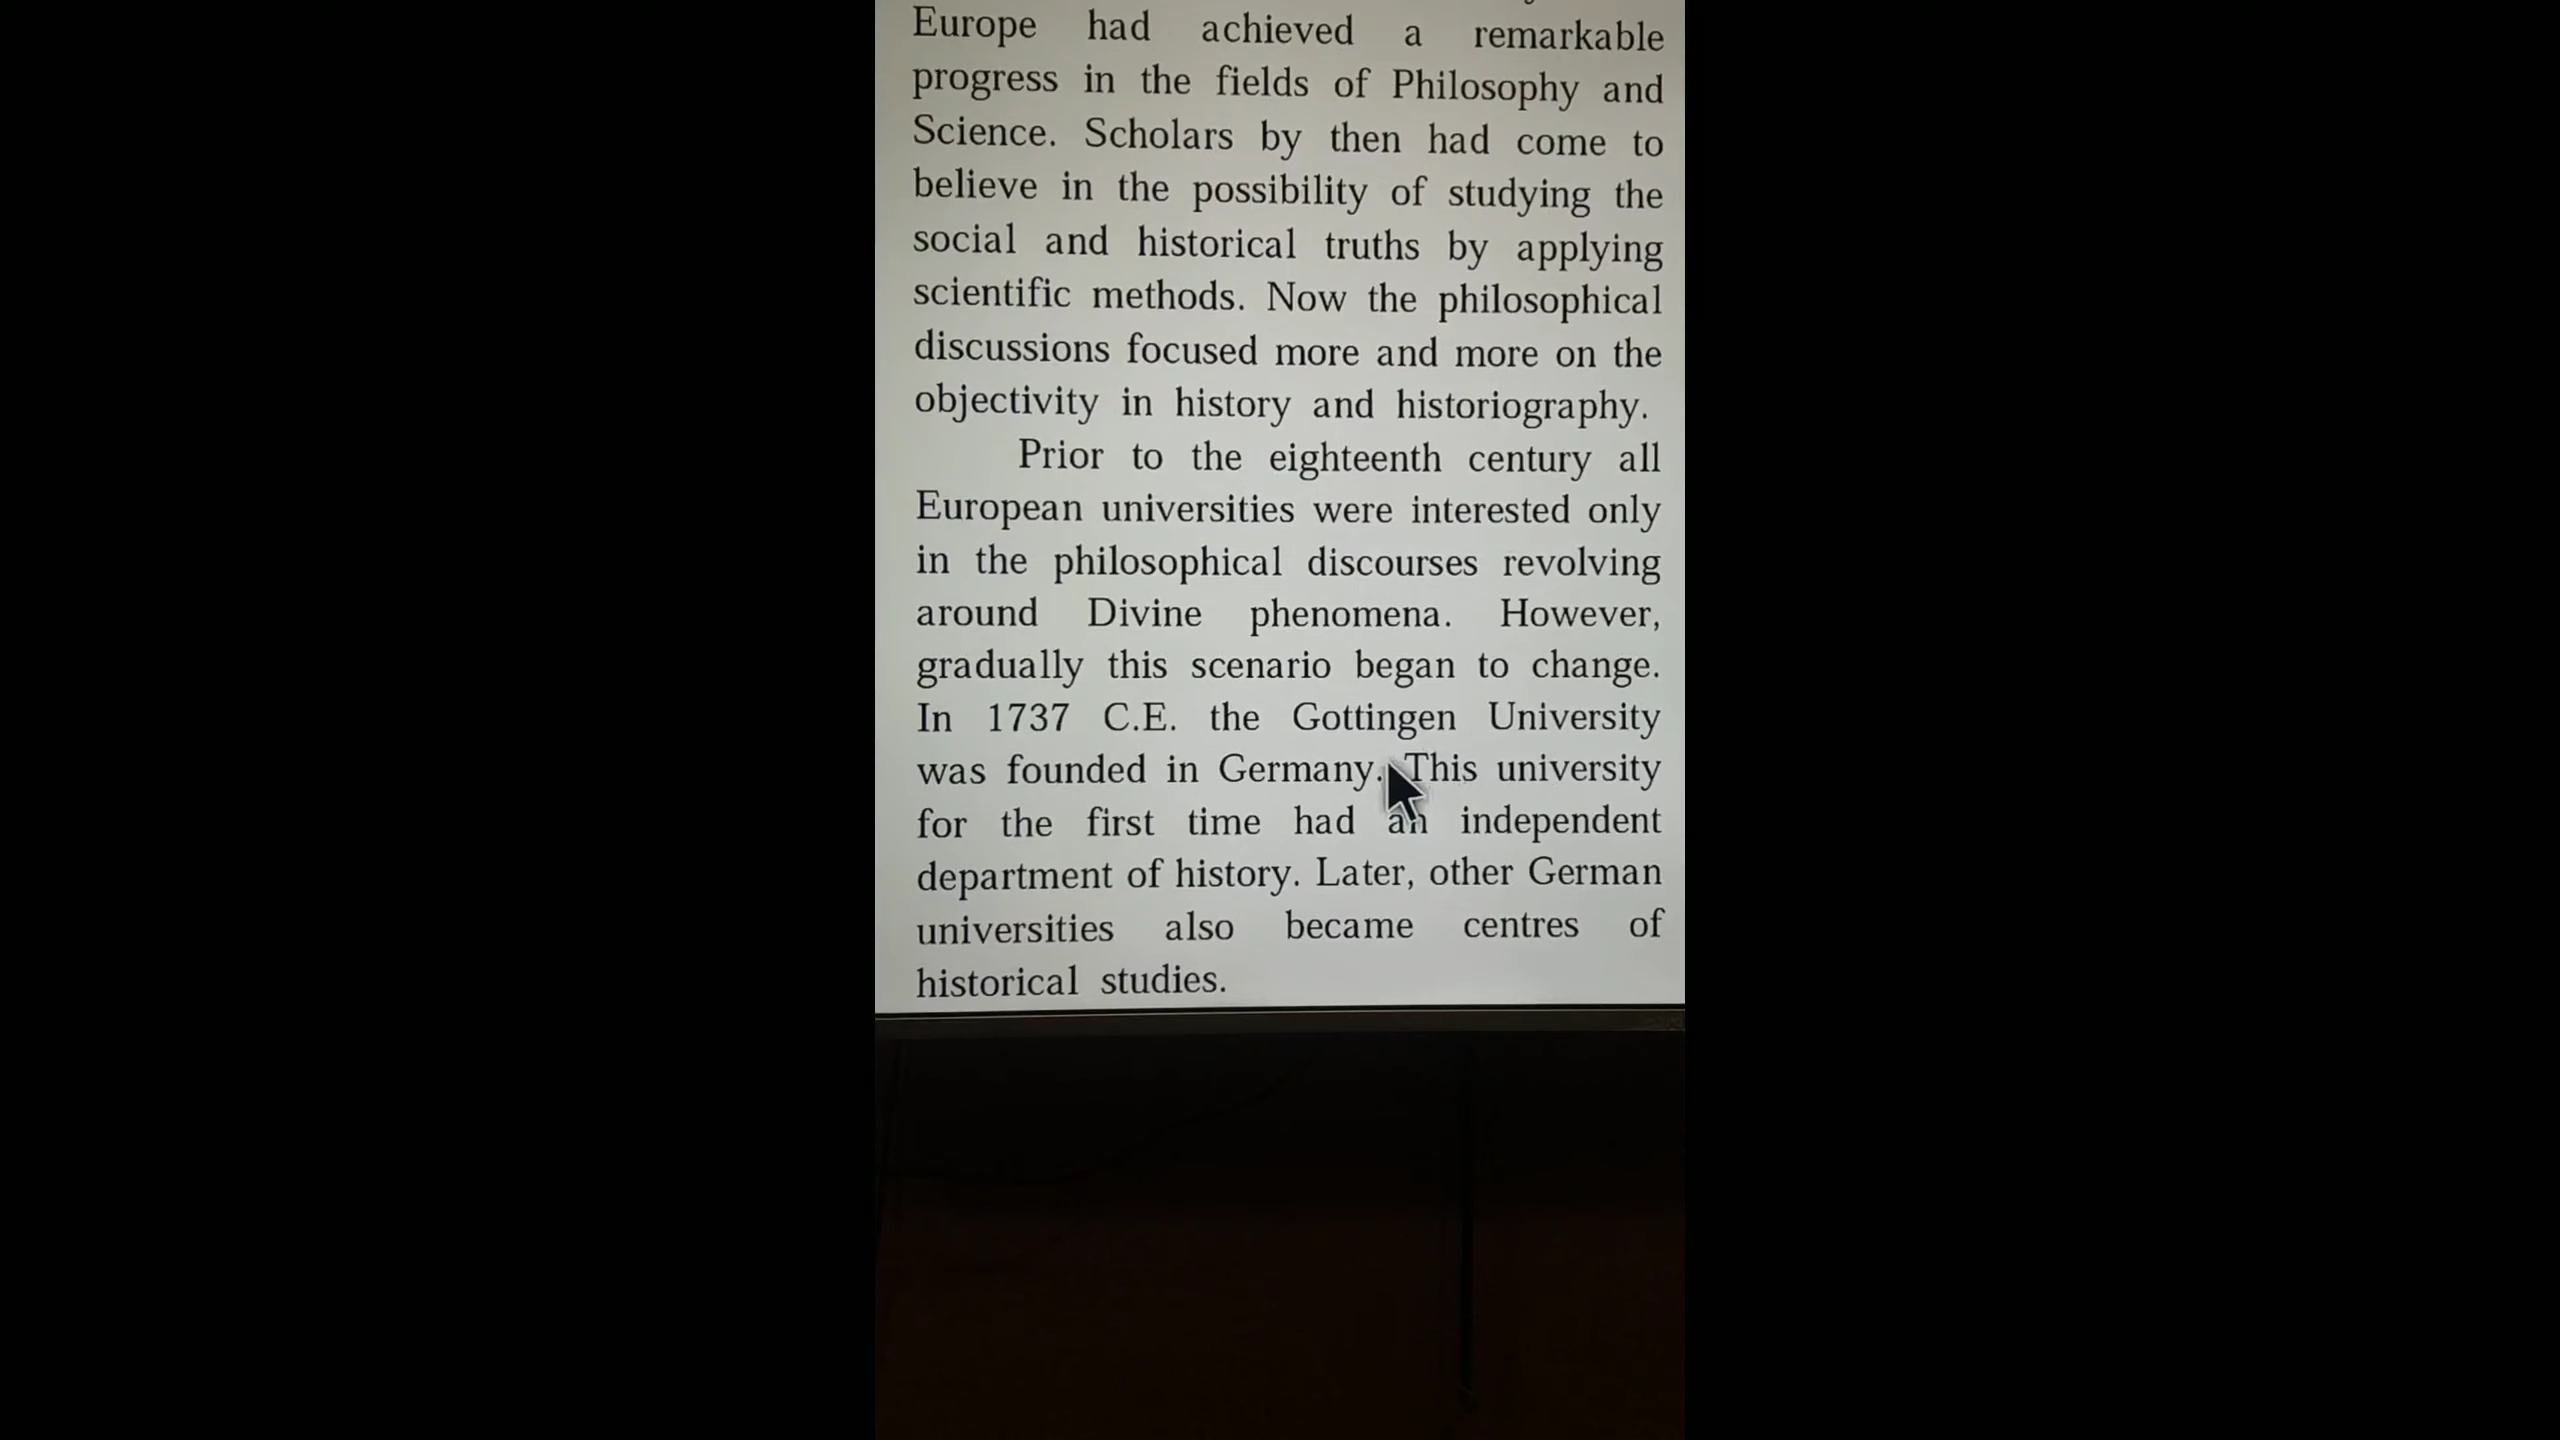 Europe had achieved a remarkable
progress in the fields of Philosophy and
Science. Scholars by then had come to
believe in the possibility of studying the
social and historical truths by applying
scientific methods. Now the philosophical
discussions focused more and more on the
objectivity in history and historiography.
Prior to the eighteenth century all
European universities were interested only
in the philosophical discourses revolving
around Divine phenomena. However,
gradually this scenario began to change.
In 1737 C.E. the Gottingen University
was founded in Germany. This university
for the first time had an independent
department of history. Later, other German
universities also became centres of
historical studies.